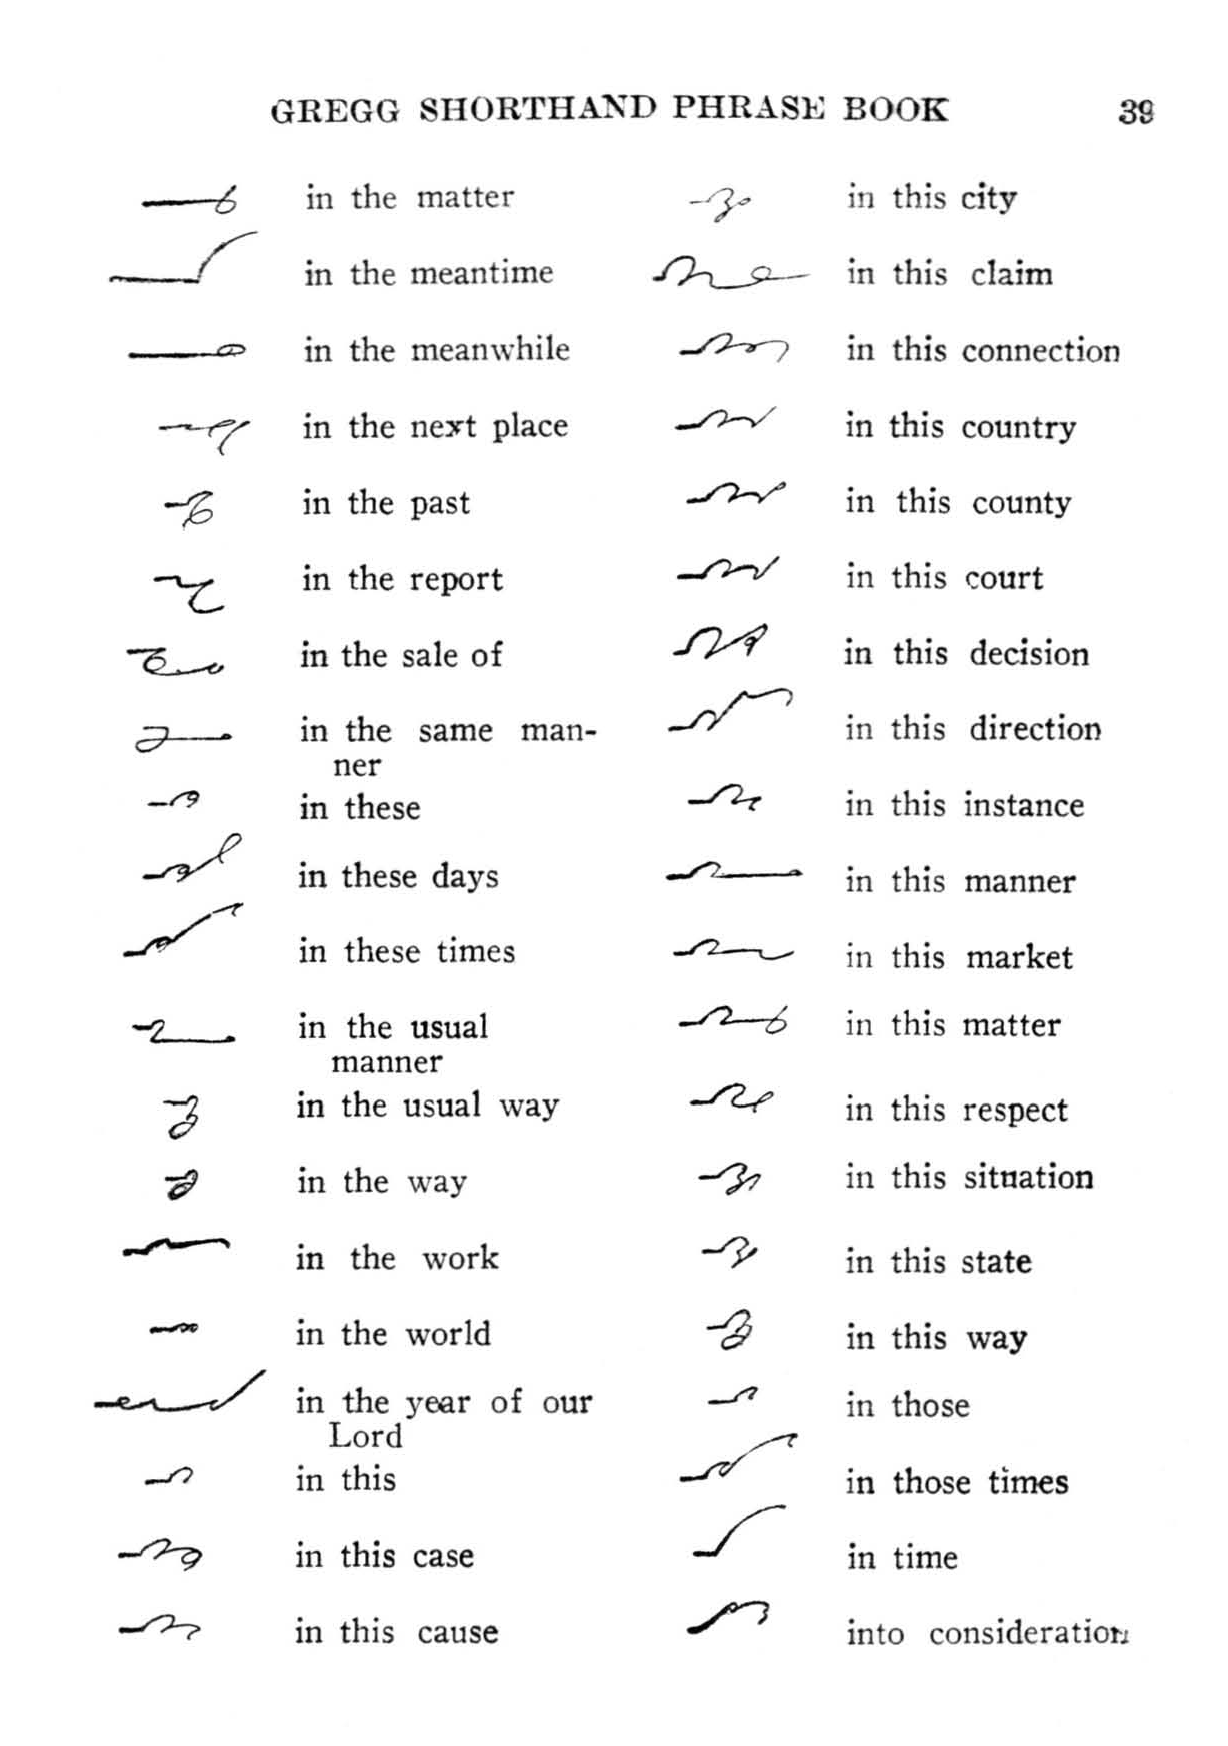 GREGG SHORTHAND PHRASE BOOK 39
in the matter
in the meantime
in the meanwhile
in the next place
in the past
in the report
in the sale of
in the same man-
ner
in these
in these days
in these times
in the usual
manner
in the usual way
in the way
in the work
in the world
in the year of our
Lord
in this
in this case
in this cause
in this city
in this claim
in this connection
in this country
in this county
in this court
in this decision
in this direction
in this instance
in this manner
in this market
in this matter
in this respect
in this situation
in this state
in this way
in those
in those times
in time
into consideration